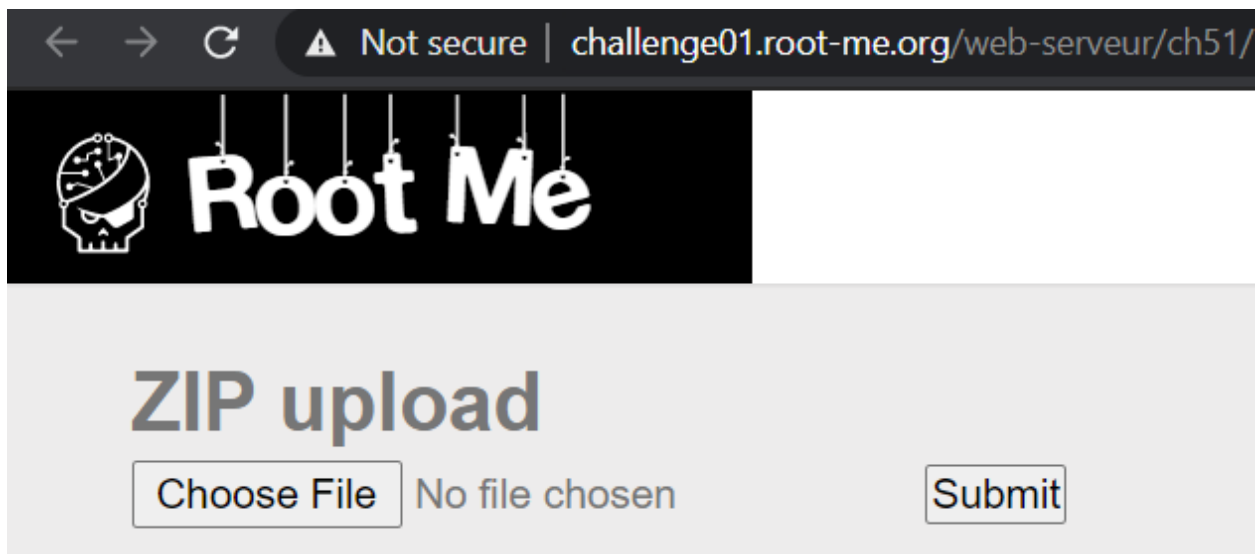 Not secure | challenge01.root-me.org/web-serveur/ch51/
Root Me
ZIP upload
Choose File No file chosen Submit